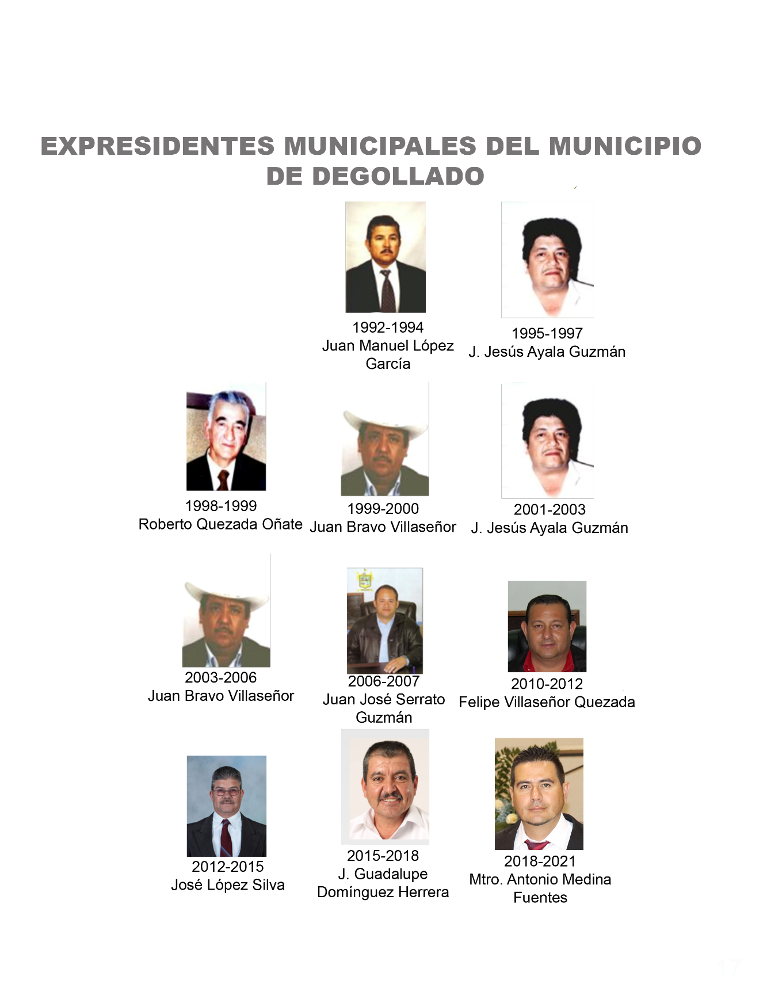 EXPRESIDENTES MUNICIPALES DEL MUNICIPIO
DE DEGOLLADO
1992-1994
Juan Manuel López
García
1995-1997
J. Jesús Ayala Guzmán
1998-1999
Roberto Quezada Oñate
1999-2000
Juan Bravo Villaseñor
2001-2003
J. Jesús Ayala Guzmán
2003-2006
Juan Bravo Villaseñor
2006-2007
Juan José Serrato
Guzmán
2010-2012
Felipe Villaseñor Quezada
2012-2015
José López Silva
2015-2018
J. Guadalupe
Domínguez Herrera
2018-2021
Mtro. Antonio Medina
Fuentes
17